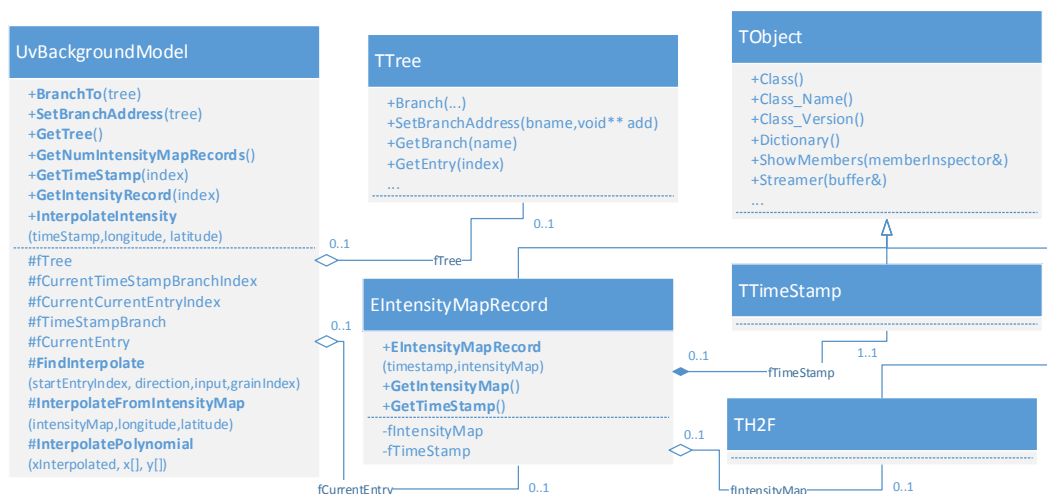 UvBackgroundModel
+BranchTo(tree)
+SetBranchAddress(tree)
+GetTree()
+GetNumIntensityMapRecords()
+GetTimeStamp(index)
+GetIntensityRecord(index)
+InterpolateIntensity
(timeStamp,longitude, latitude)
#fTree
#fCurrentTimeStampBranchIndex
#fCurrentCurrentEntryIndex
#fTimeStampBranch
#fCurrentEntry
#FindInterpolate
(startEntryIndex, direction,input,grainIndex)
#InterpolateFromIntensityMap
(intensityMap,longitude,latitude)
#InterpolatePolynomial
(xInterpolated, x[], y[])
TTree
+Branch(...)
+SetBranchAddress(bname,void** add)
+GetBranch(name)
+GetEntry(index)
...
TObject
+Class()
+Class_Name()
+Class_Version()
+Dictionary()
+ShowMembers(memberInspector&)
+Streamer(buffer&)
...
0..1
0..1
fTree
EIntensityMapRecord
+EIntensityMapRecord
(timestamp,intensityMap)
+GetIntensityMap()
+GetTimeStamp()
-fIntensityMap
-fTimeStamp
TTimeStamp
0..1
0..1
1..1
fTimeStamp
TH2F
0..1
fCurrentEntry
0..1
fIntensityMap
0..1